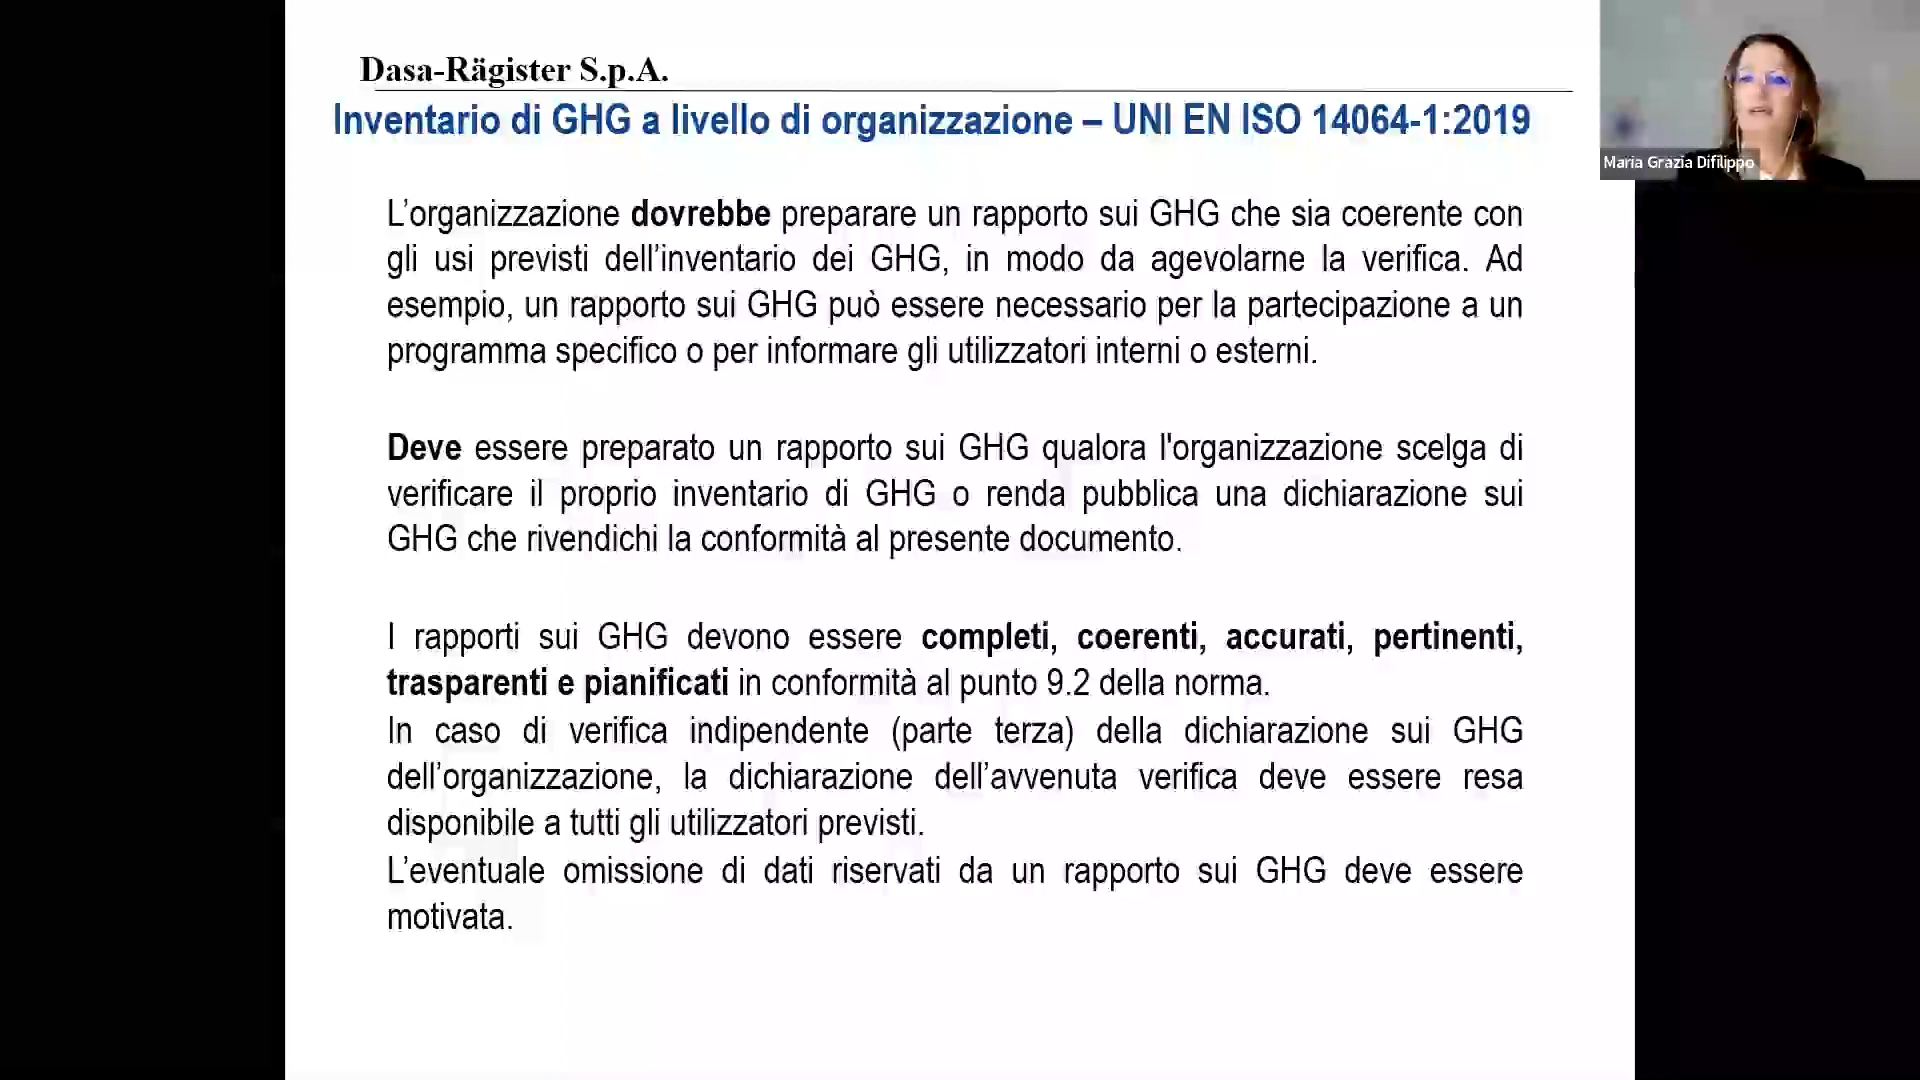 Dasa-Rägister S.p.A.
Inventario di GHG a livello di organizzazione – UNI EN ISO 14064-1:2019
Maria Grazia Difilippo
L’organizzazione dovrebbe preparare un rapporto sui GHG che sia coerente con
gli usi previsti dell’inventario dei GHG, in modo da agevolarne la verifica. Ad
esempio, un rapporto sui GHG può essere necessario per la partecipazione a un
programma specifico o per informare gli utilizzatori interni o esterni.
Deve essere preparato un rapporto sui GHG qualora l'organizzazione scelga di
verificare il proprio inventario di GHG o renda pubblica una dichiarazione sui
GHG che rivendichi la conformità al presente documento.
I rapporti sui GHG devono essere completi, coerenti, accurati, pertinenti,
trasparenti e pianificati in conformità al punto 9.2 della norma.
In caso di verifica indipendente (parte terza) della dichiarazione sui GHG
dell’organizzazione, la dichiarazione dell’avvenuta verifica deve essere resa
disponibile a tutti gli utilizzatori previsti.
L’eventuale omissione di dati riservati da un rapporto sui GHG deve essere
motivata.